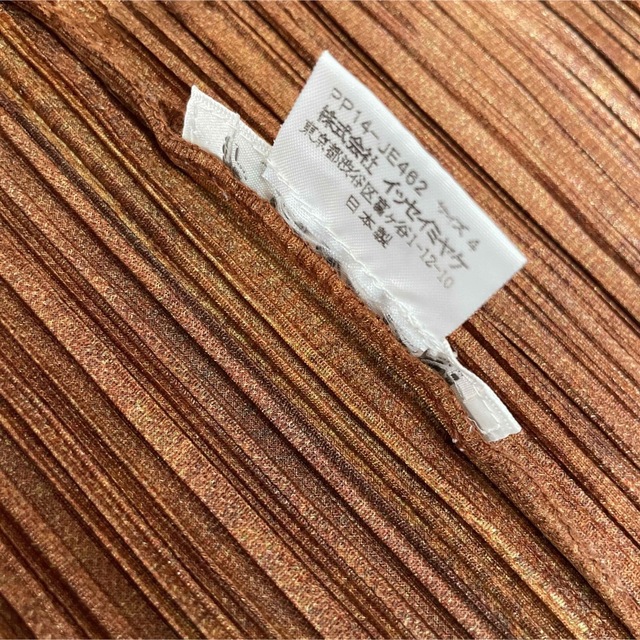 PP14-JE462 サイズ 4
株式会社 イッセイミヤケ
東京都渋谷区富ヶ谷1-12-10
日本製